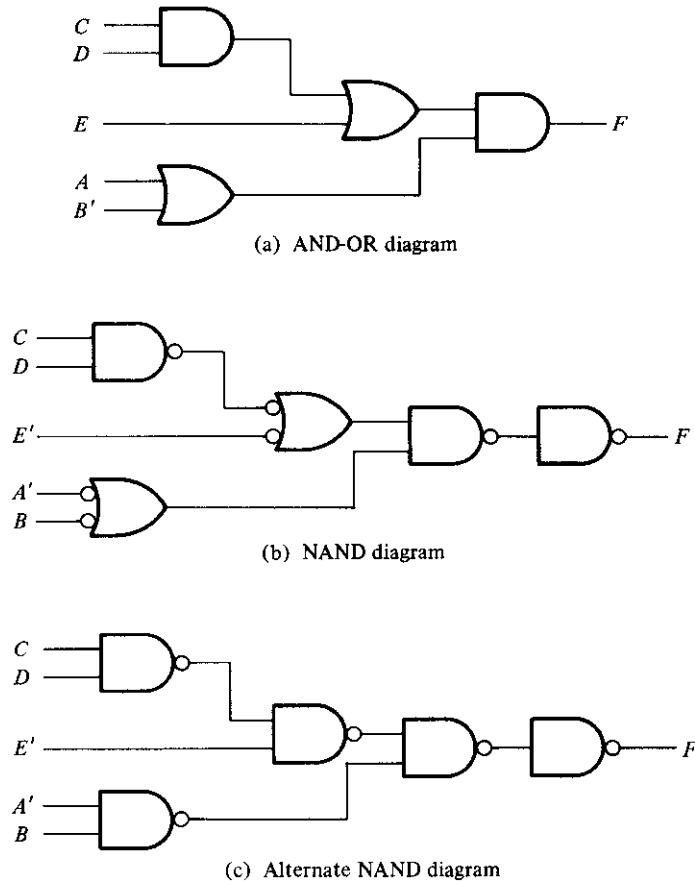 C
D
E
F
A
B'
(a) AND-OR diagram
C
D
E'
F
A'
B
(b) NAND diagram
C
D
E'
F
A'
B
(c) Alternate NAND diagram